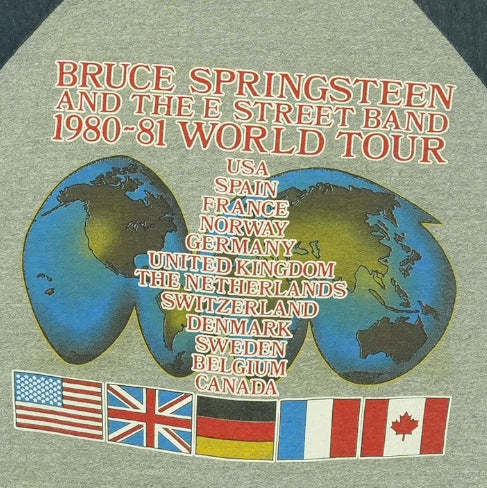 BRUCE SPRINGSTEEN
AND THE E STREET BAND
1980-81 WORLD TOUR
USA
SPAIN
FRANCE
NORWAY
GERMANY
UNITED KINGDOM
THE NETHERLANDS
SWITZERLAND
DENMARK
SWEDEN
BELGIUM
CANADA